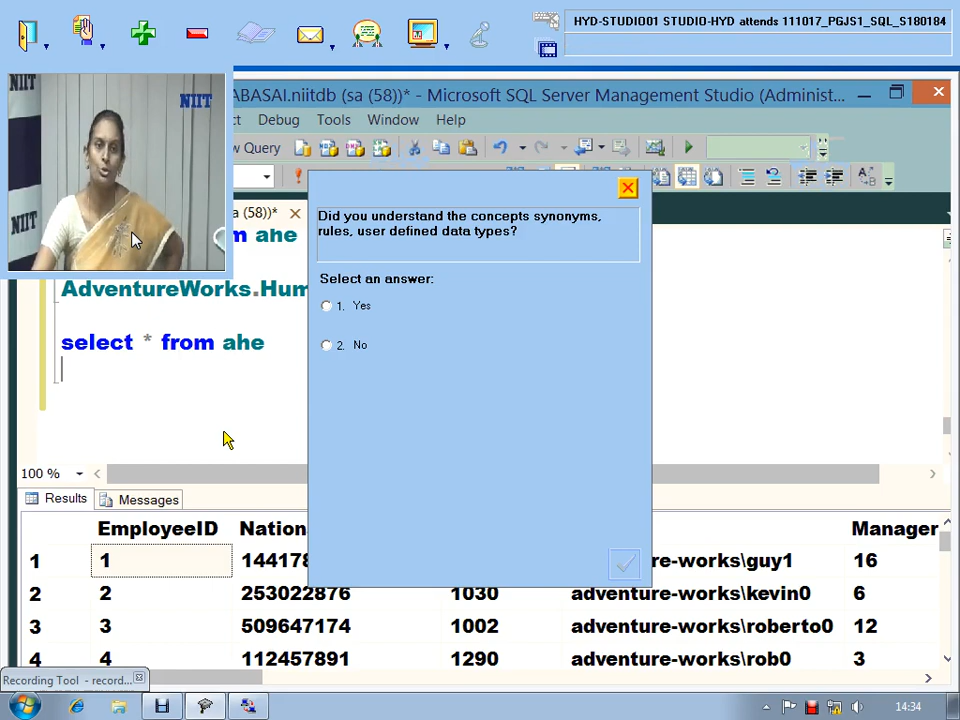 HYD-STUDIO01 STUDIO-HYD attends 111017_PGJS1_SQL_S180184
NIIT
NIIT
NIIT
ABASAI.niitdb (sa (58))* - Microsoft SQL Server Management Studio (Administ...
ct Debug Tools Window Help
w Query
a (58))*
m ahe
AdventureWorks.Hum
select * from ahe
Did you understand the concepts synonyms,
rules, user defined data types?
Select an answer:
1. Yes
2. No
100 %
Results Messages
EmployeeID Nation Manager
1 1 144178 re-works\guy1 16
2 2 253022876 1030 adventure-works\kevin0 6
3 3 509647174 1002 adventure-works\roberto0 12
4 4 112457891 1290 adventure-works\rob0 3
Recording Tool - record...
14:34